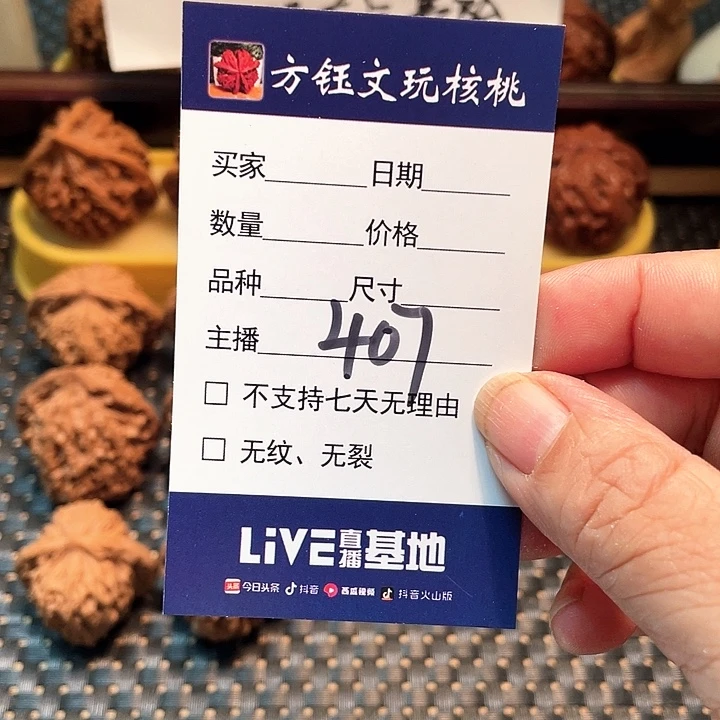 方钰文玩核桃
买家 日期
数量 价格
品种 尺寸
主播 407
不支持七天无理由
无纹、无裂
LiVE直播基地
头条 今日头条 抖音 西瓜视频 抖音火山版